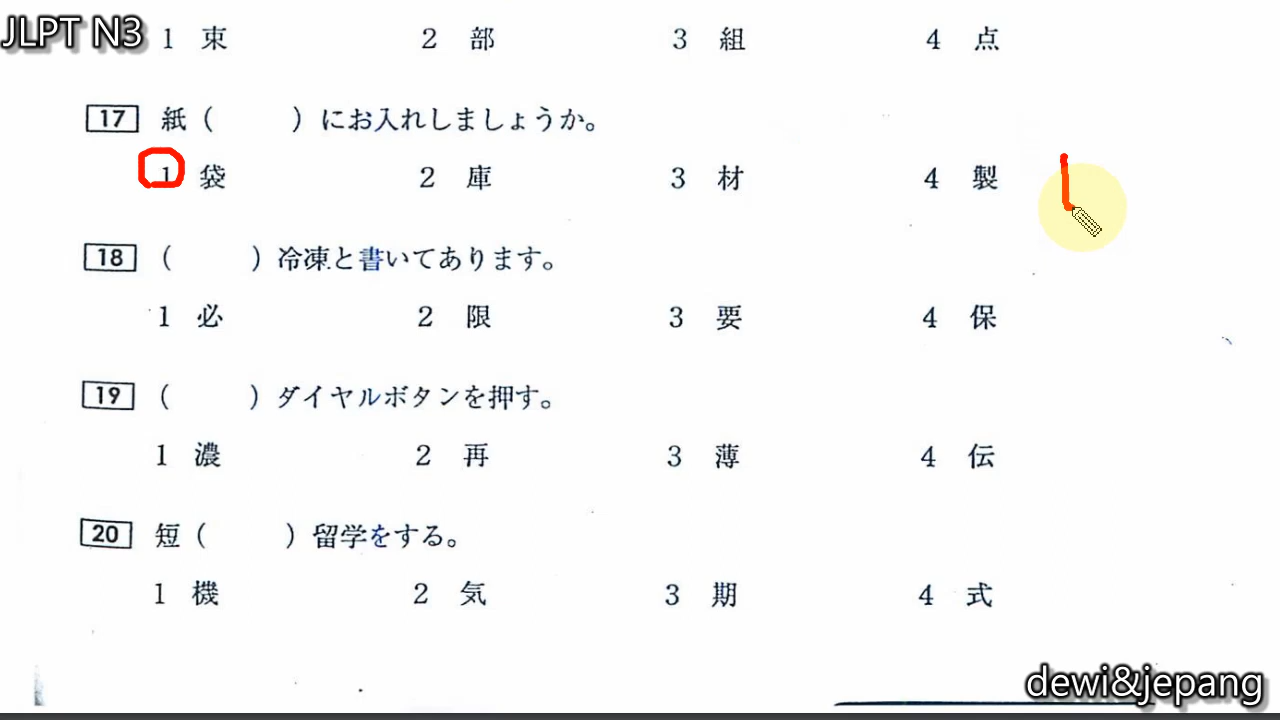 JLPT N3
1 束 2 部 3 組 4 点
17 紙（　　）にお入れしましょうか。
1 袋 2 庫 3 材 4 製
18 （　　）冷凍と書いてあります。
1 必 2 限 3 要 4 保
19 （　　）ダイヤルボタンを押す。
1 濃 2 再 3 薄 4 伝
20 短（　　）留学をする。
1 機 2 気 3 期 4 式
dewi&jepang